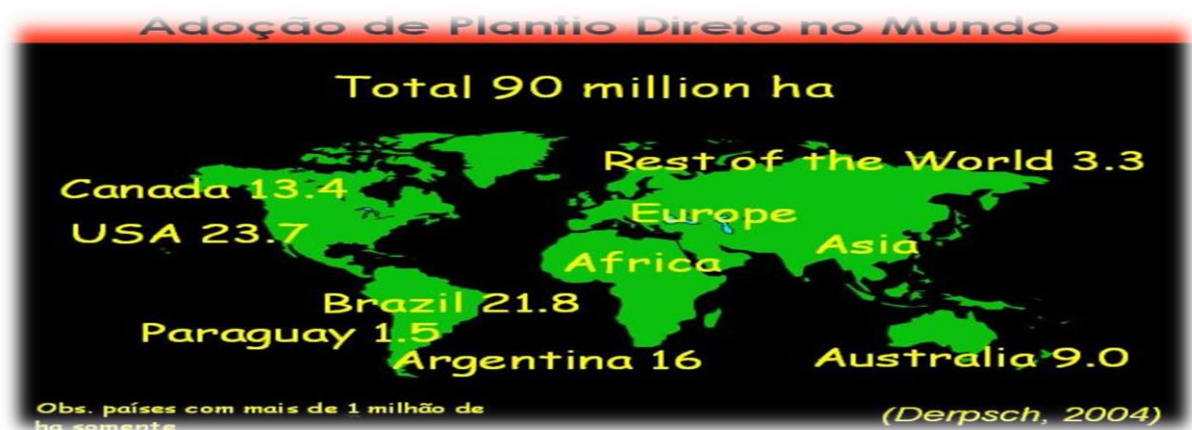 Adoção de Plantio Direto no Mundo
Total 90 million ha
Rest of the World 3.3
Canada 13.4
Europe
USA 23.7
Asia
Africa
Brazil 21.8
Paraguay 1.5
Argentina 16
Australia 9.0
Obs. países com mais de 1 milhão de
ha somente
(Derpsch, 2004)